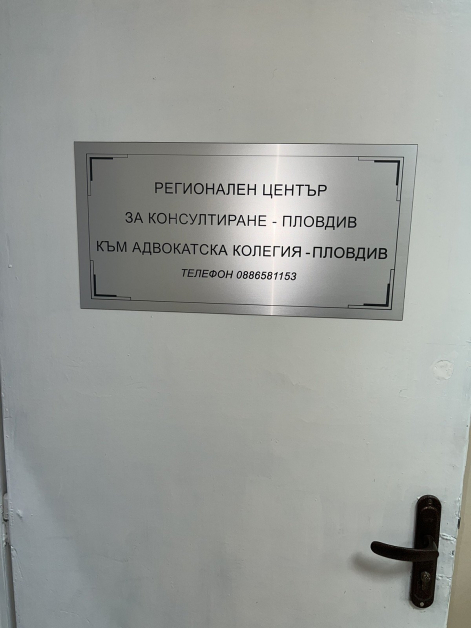 РЕГИОНАЛЕН ЦЕНТЪР
ЗА КОНСУЛТИРАНЕ - ПЛОВДИВ
КЪМ АДВОКАТСКА КОЛЕГИЯ - ПЛОВДИВ
ТЕЛЕФОН 0886581153